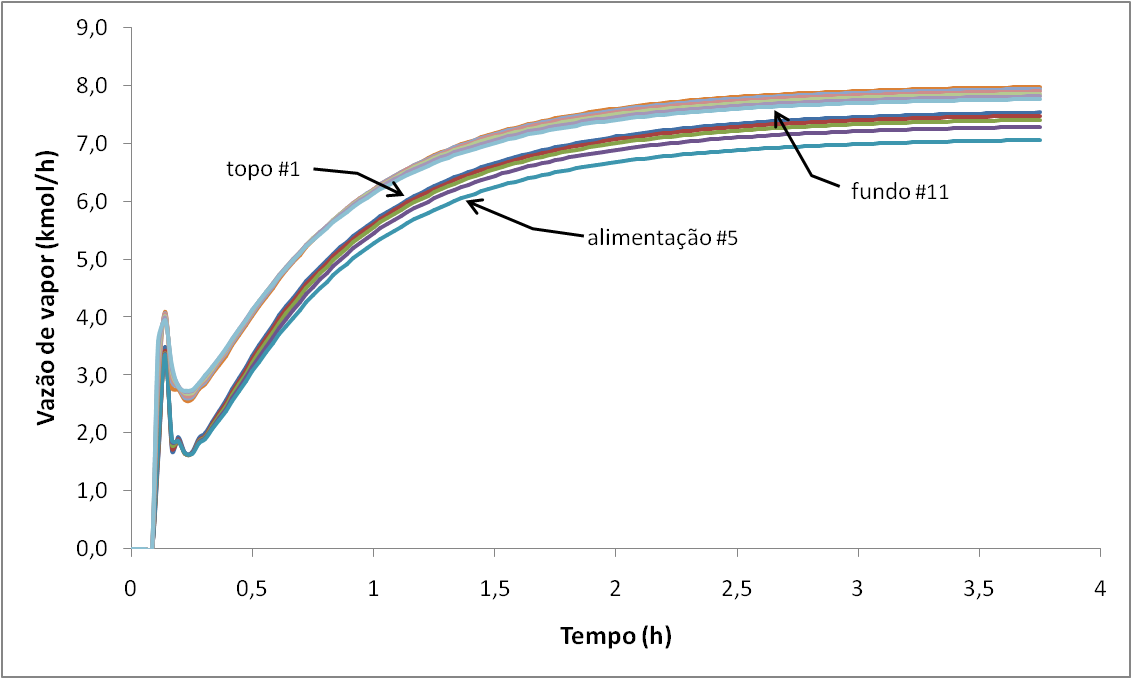 9,0
8,0
7,0
6,0
5,0
4,0
3,0
2,0
1,0
0,0
Vazão de vapor (kmol/h)
topo #1
alimentação #5
fundo #11
0 0,5 1 1,5 2 2,5 3 3,5 4
Tempo (h)